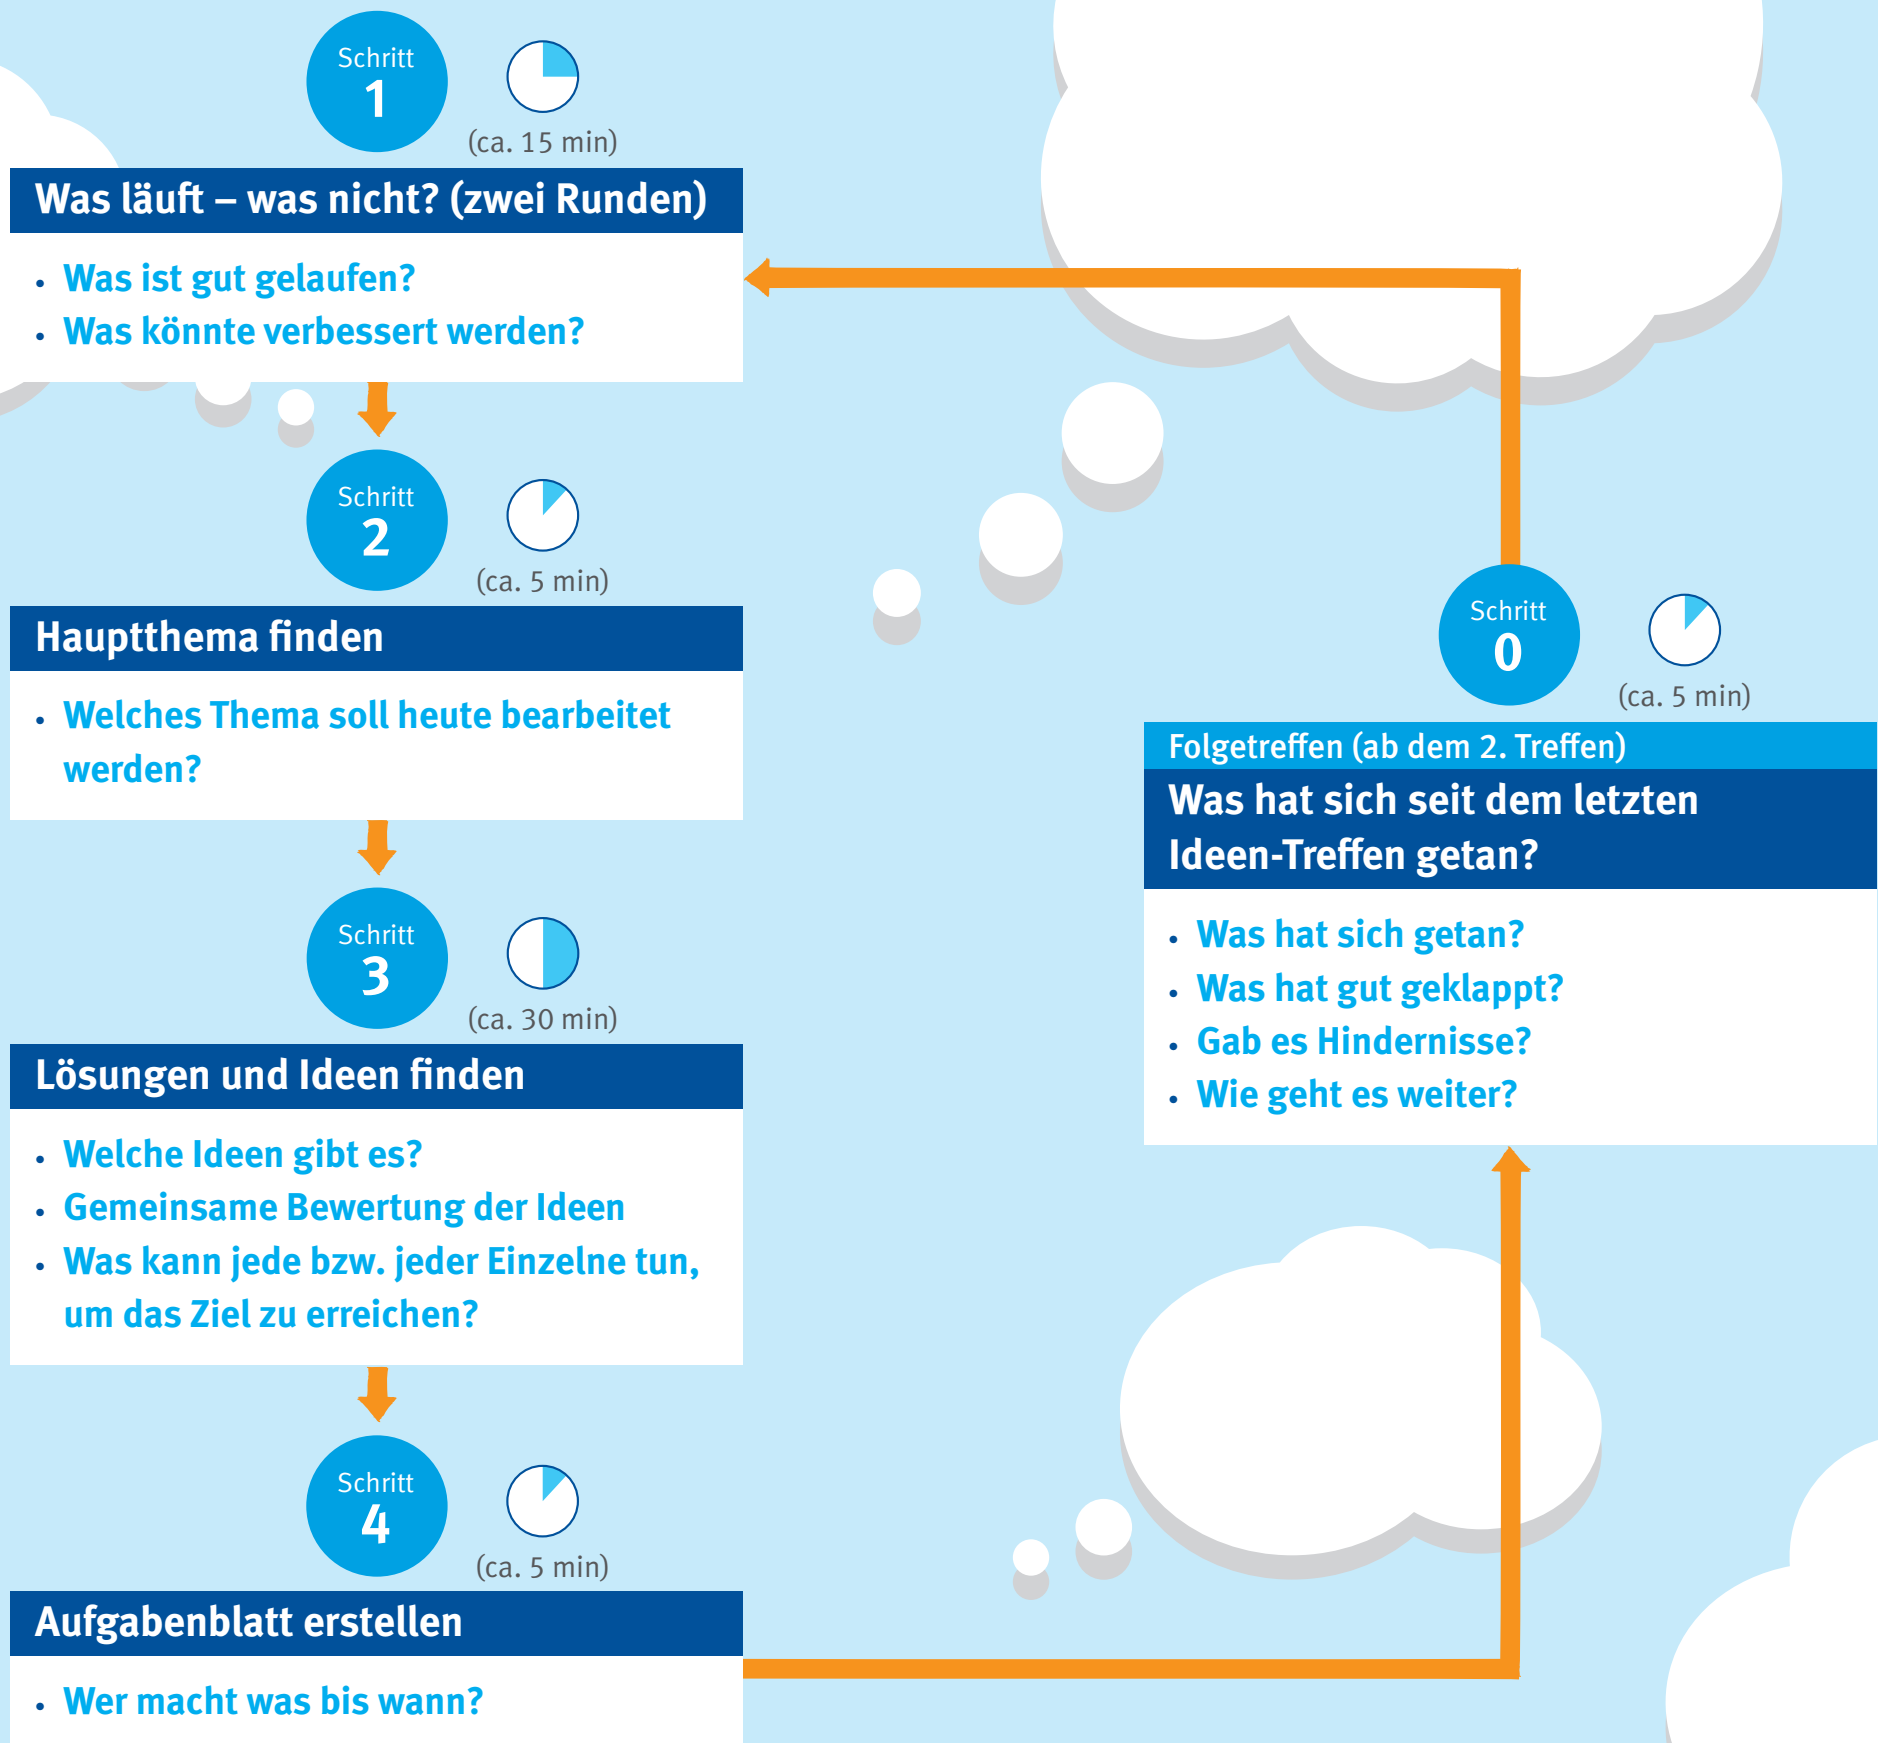 Schritt
1
(ca. 15 min)
Was läuft – was nicht? (zwei Runden)
• Was ist gut gelaufen?
• Was könnte verbessert werden?
Schritt
2
(ca. 5 min)
Hauptthema finden
• Welches Thema soll heute bearbeitet
werden?
Schritt
3
(ca. 30 min)
Lösungen und Ideen finden
• Welche Ideen gibt es?
• Gemeinsame Bewertung der Ideen
• Was kann jede bzw. jeder Einzelne tun,
um das Ziel zu erreichen?
Schritt
4
(ca. 5 min)
Aufgabenblatt erstellen
• Wer macht was bis wann?
Schritt
0
(ca. 5 min)
Folgetreffen (ab dem 2. Treffen)
Was hat sich seit dem letzten
Ideen-Treffen getan?
• Was hat sich getan?
• Was hat gut geklappt?
• Gab es Hindernisse?
• Wie geht es weiter?